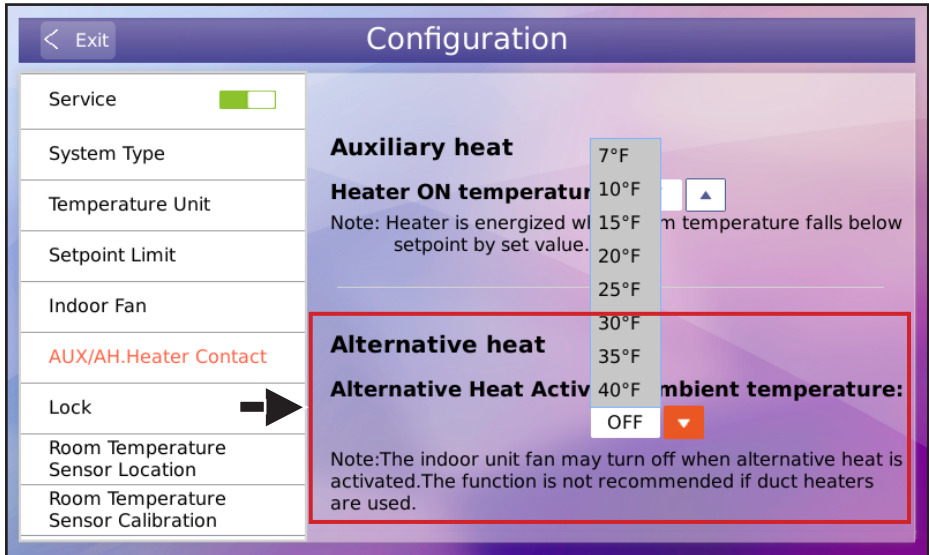 Exit
Configuration
Service
System Type
Temperature Unit
Setpoint Limit
Indoor Fan
AUX/AH.Heater Contact
Lock
Room Temperature
Sensor Location
Room Temperature
Sensor Calibration
Auxiliary heat
Heater ON
Note: Heater is energized temperature falls below
setpoint by set value.
7°F
10°F
15°F
20°F
25°F
30°F
35°F
40°F
Alternative heat
Alternative Heat temperature:
OFF
Note:The indoor unit fan may turn off when alternative heat is
activated.The function is not recommended if duct heaters
are used.